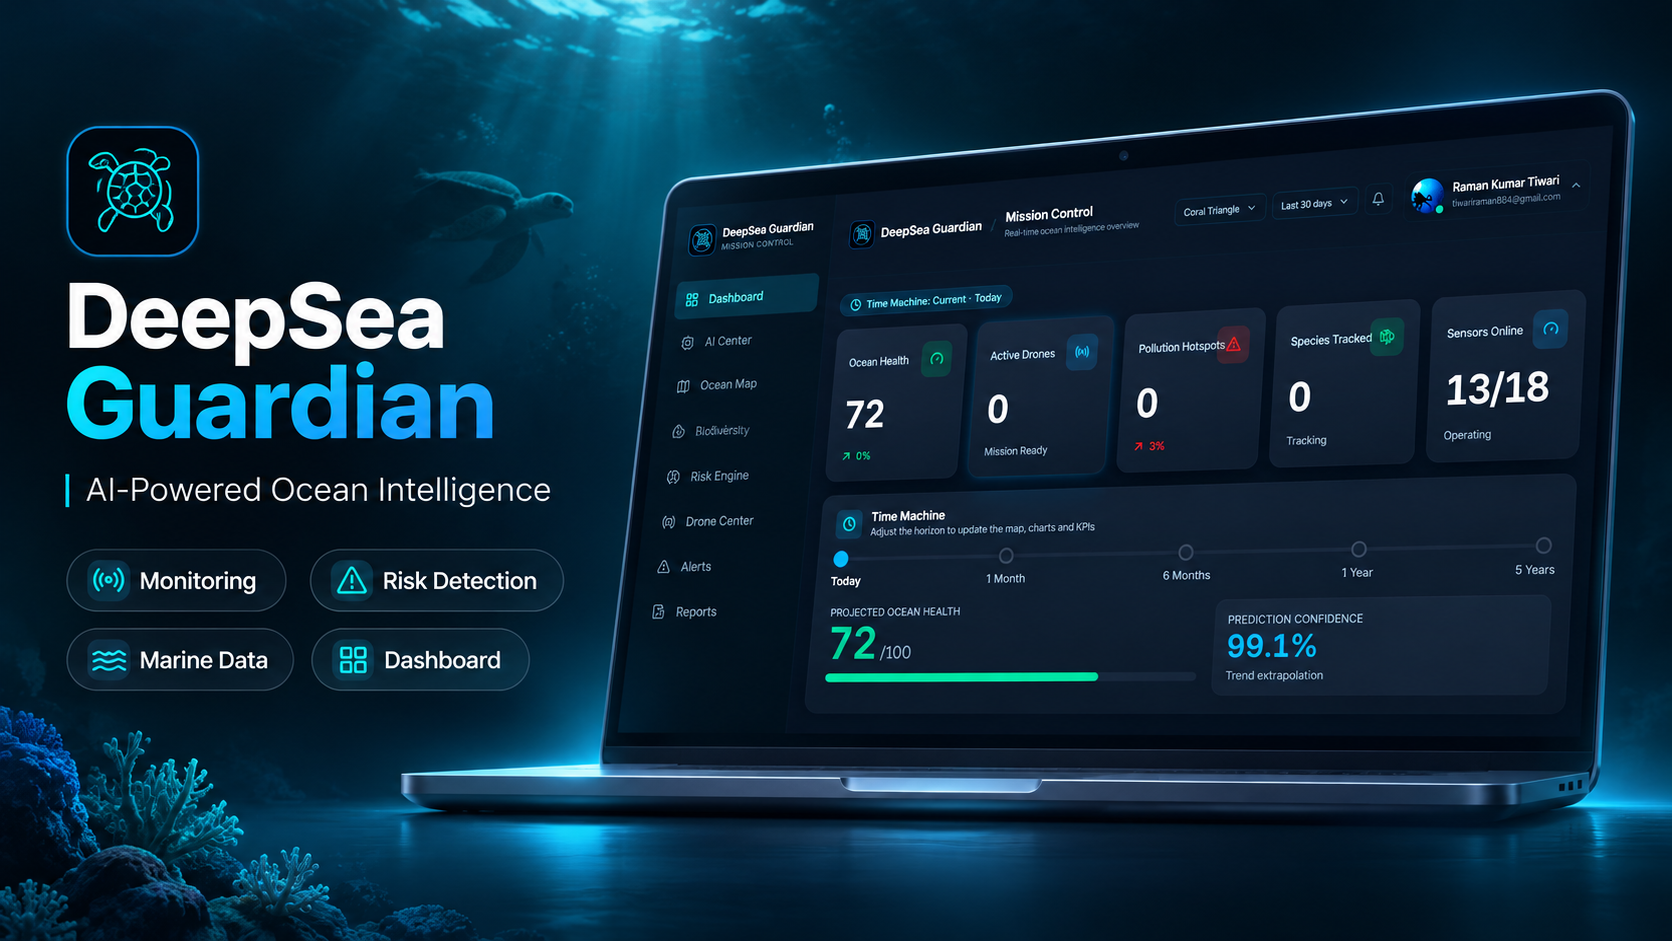 DeepSea
Guardian
AI-Powered Ocean Intelligence
Monitoring
Risk Detection
Marine Data
Dashboard
DeepSea Guardian
MISSION CONTROL
Dashboard
AI Center
Ocean Map
Biodiversity
Risk Engine
Drone Center
Alerts
Reports
DeepSea Guardian / Mission Control
Real-time ocean intelligence overview
Coral Triangle
Last 30 days
Raman Kumar Tiwari
tiwariraman884@gmail.com
Time Machine: Current · Today
Ocean Health
72
0%
Active Drones
0
Mission Ready
Pollution Hotspots
0
3%
Species Tracked
0
Tracking
Sensors Online
13/18
Operating
Time Machine
Adjust the horizon to update the map, charts and KPIs
Today
1 Month
6 Months
1 Year
5 Years
PROJECTED OCEAN HEALTH
72 /100
PREDICTION CONFIDENCE
99.1%
Trend extrapolation